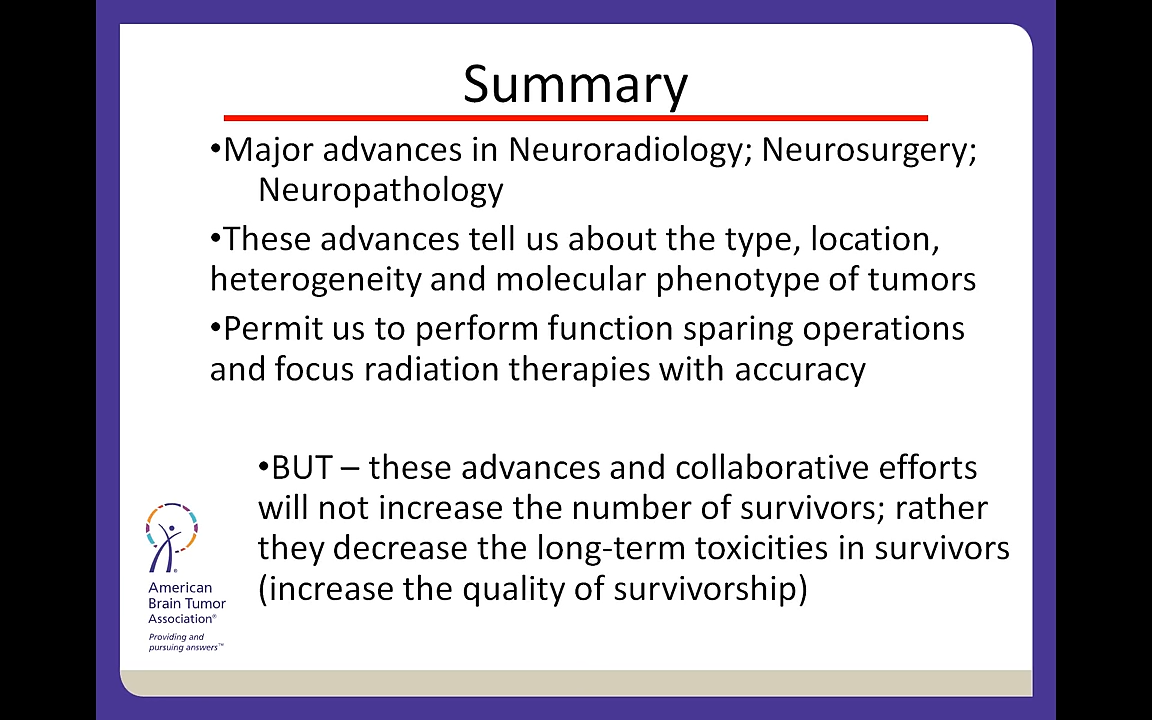 Summary
•Major advances in Neuroradiology; Neurosurgery;
Neuropathology
•These advances tell us about the type, location,
heterogeneity and molecular phenotype of tumors
•Permit us to perform function sparing operations
and focus radiation therapies with accuracy
•BUT – these advances and collaborative efforts
will not increase the number of survivors; rather
they decrease the long-term toxicities in survivors
(increase the quality of survivorship)
American
Brain Tumor
Association®
Providing and
pursuing answers™